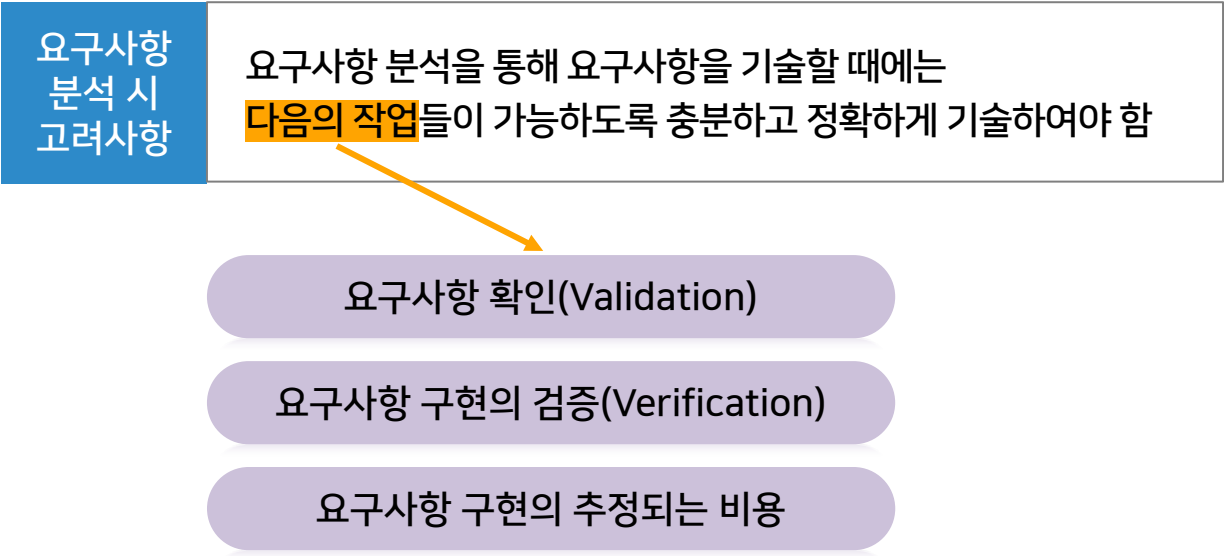 요구사항
분석 시
고려사항
요구사항 분석을 통해 요구사항을 기술할 때에는
다음의 작업들이 가능하도록 충분하고 정확하게 기술하여야 함
요구사항 확인(Validation)
요구사항 구현의 검증(Verification)
요구사항 구현의 추정되는 비용